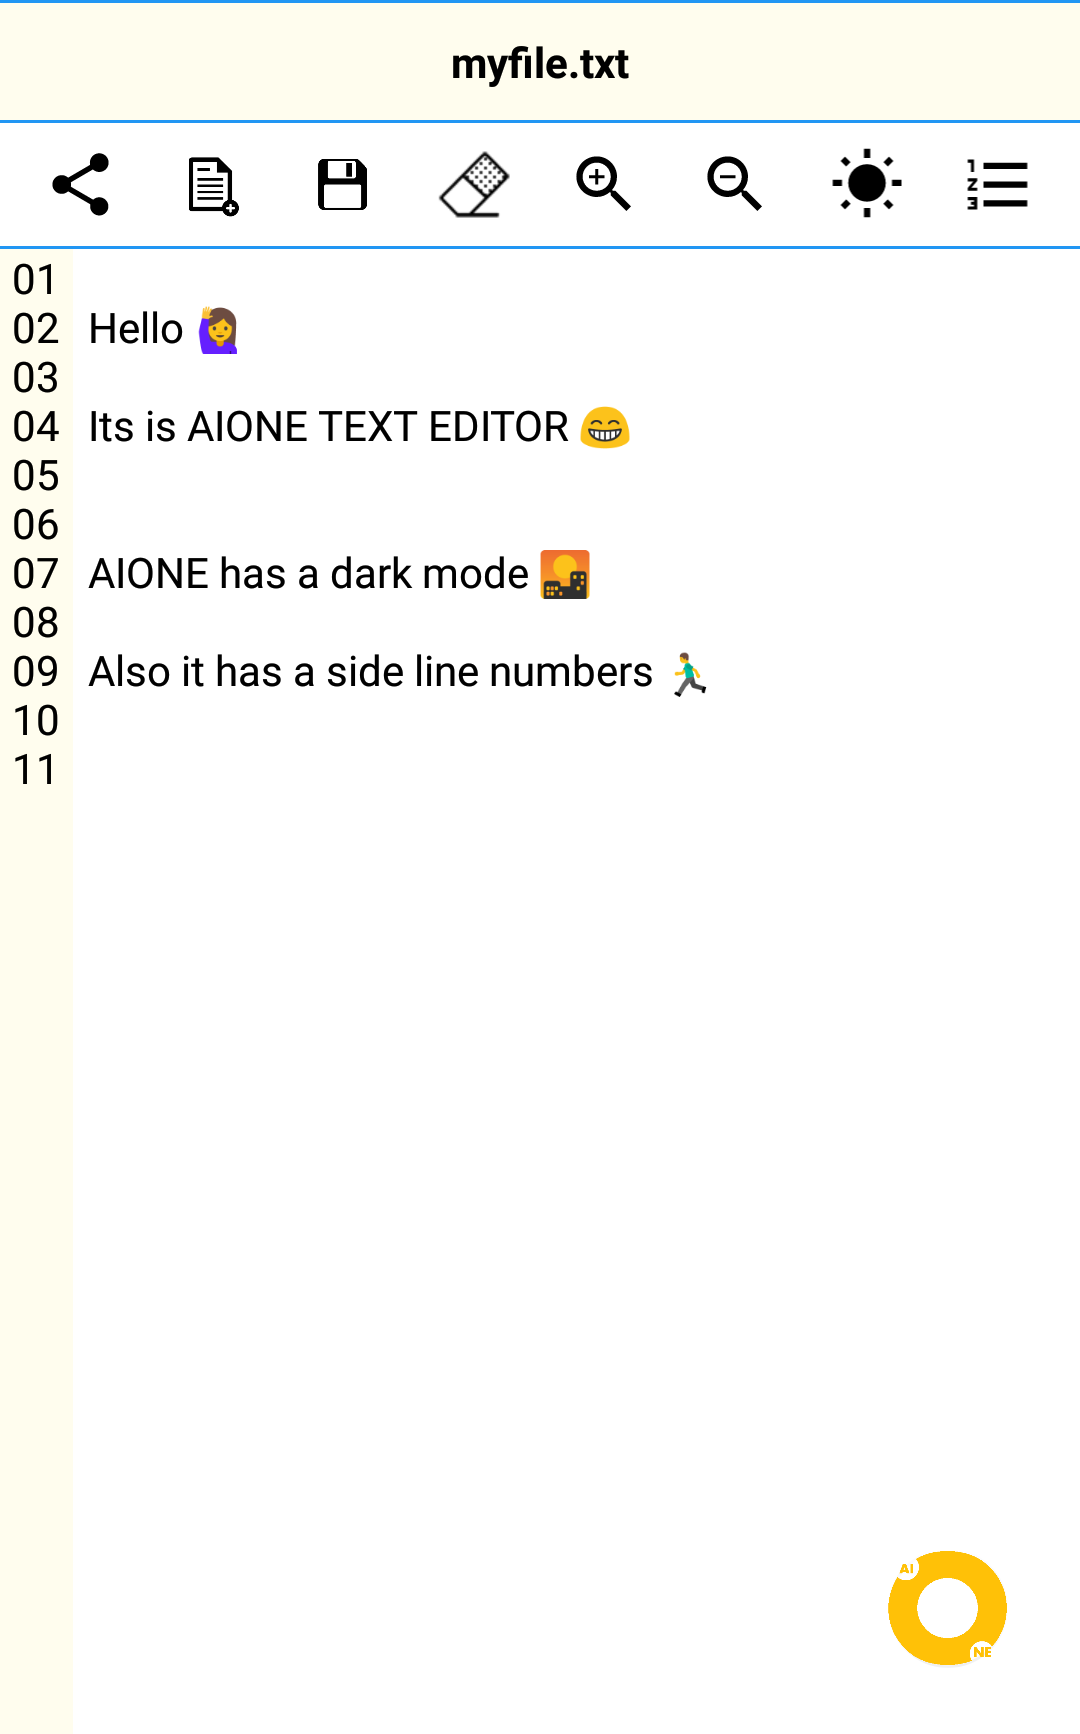 myfile.txt
01
02 Hello 🙋‍♀️
03
04 Its is AIONE TEXT EDITOR 😁
05
06
07 AIONE has a dark mode 🌇
08
09 Also it has a side line numbers 🏃‍♂️
10
11
AI
NE